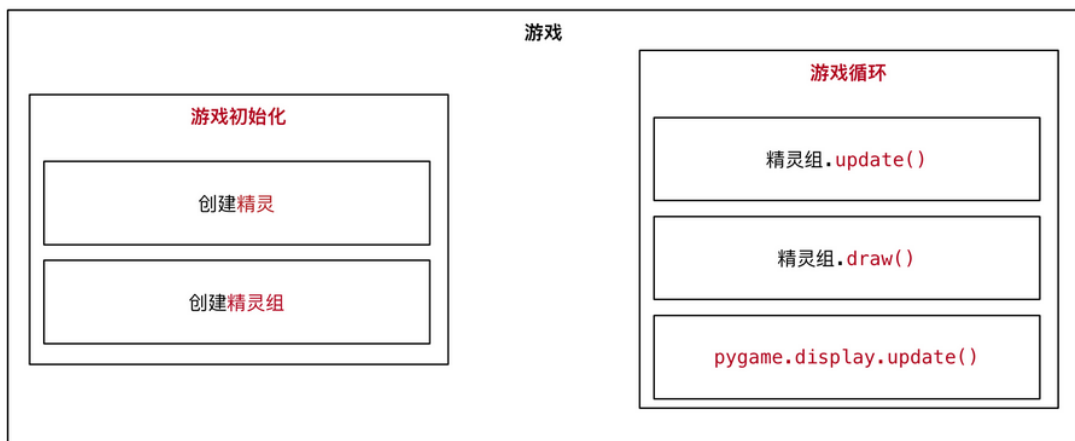 游戏
游戏初始化
创建精灵
创建精灵组
游戏循环
精灵组.update()
精灵组.draw()
pygame.display.update()